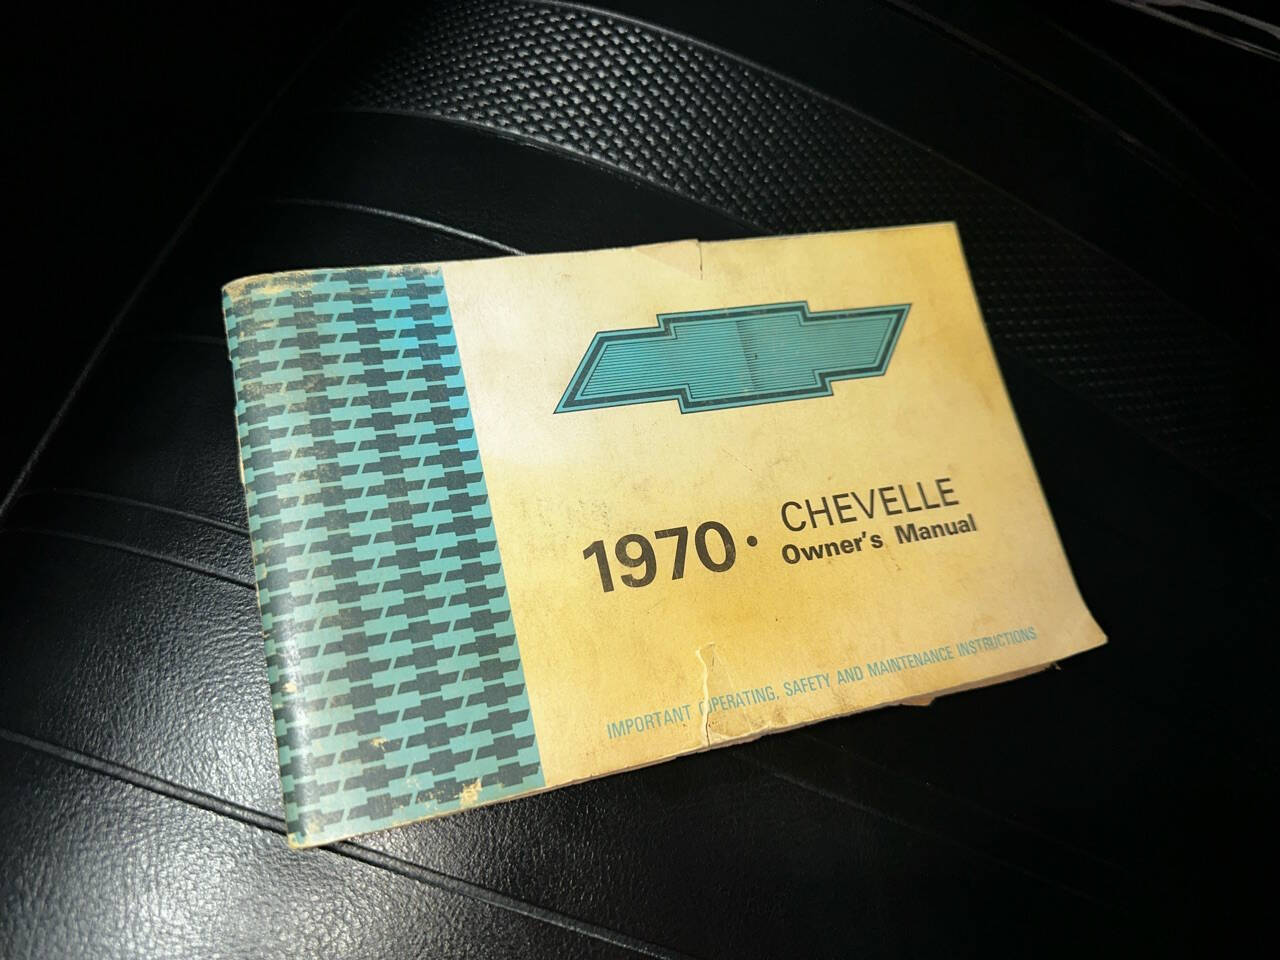 1970 · CHEVELLE
Owner's Manual
IMPORTANT OPERATING, SAFETY AND MAINTENANCE INSTRUCTIONS